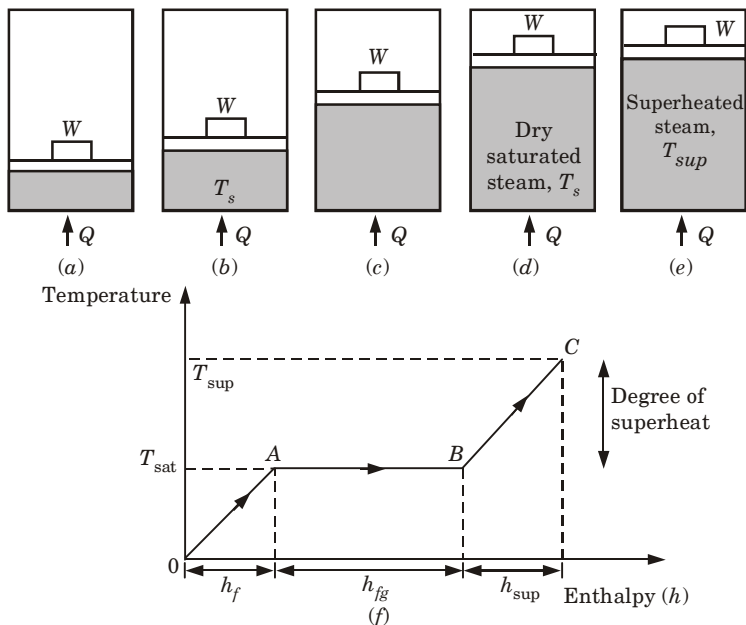 W
W
W
W
W
T_s
Dry
saturated
steam, T_s
Superheated
steam,
T_sup
Q
Q
Q
Q
Q
(a)
(b)
(c)
(d)
(e)
Temperature
T_sup
C
Degree of
superheat
T_sat
A
B
0
h_f
h_fg
h_sup
Enthalpy (h)
(f)